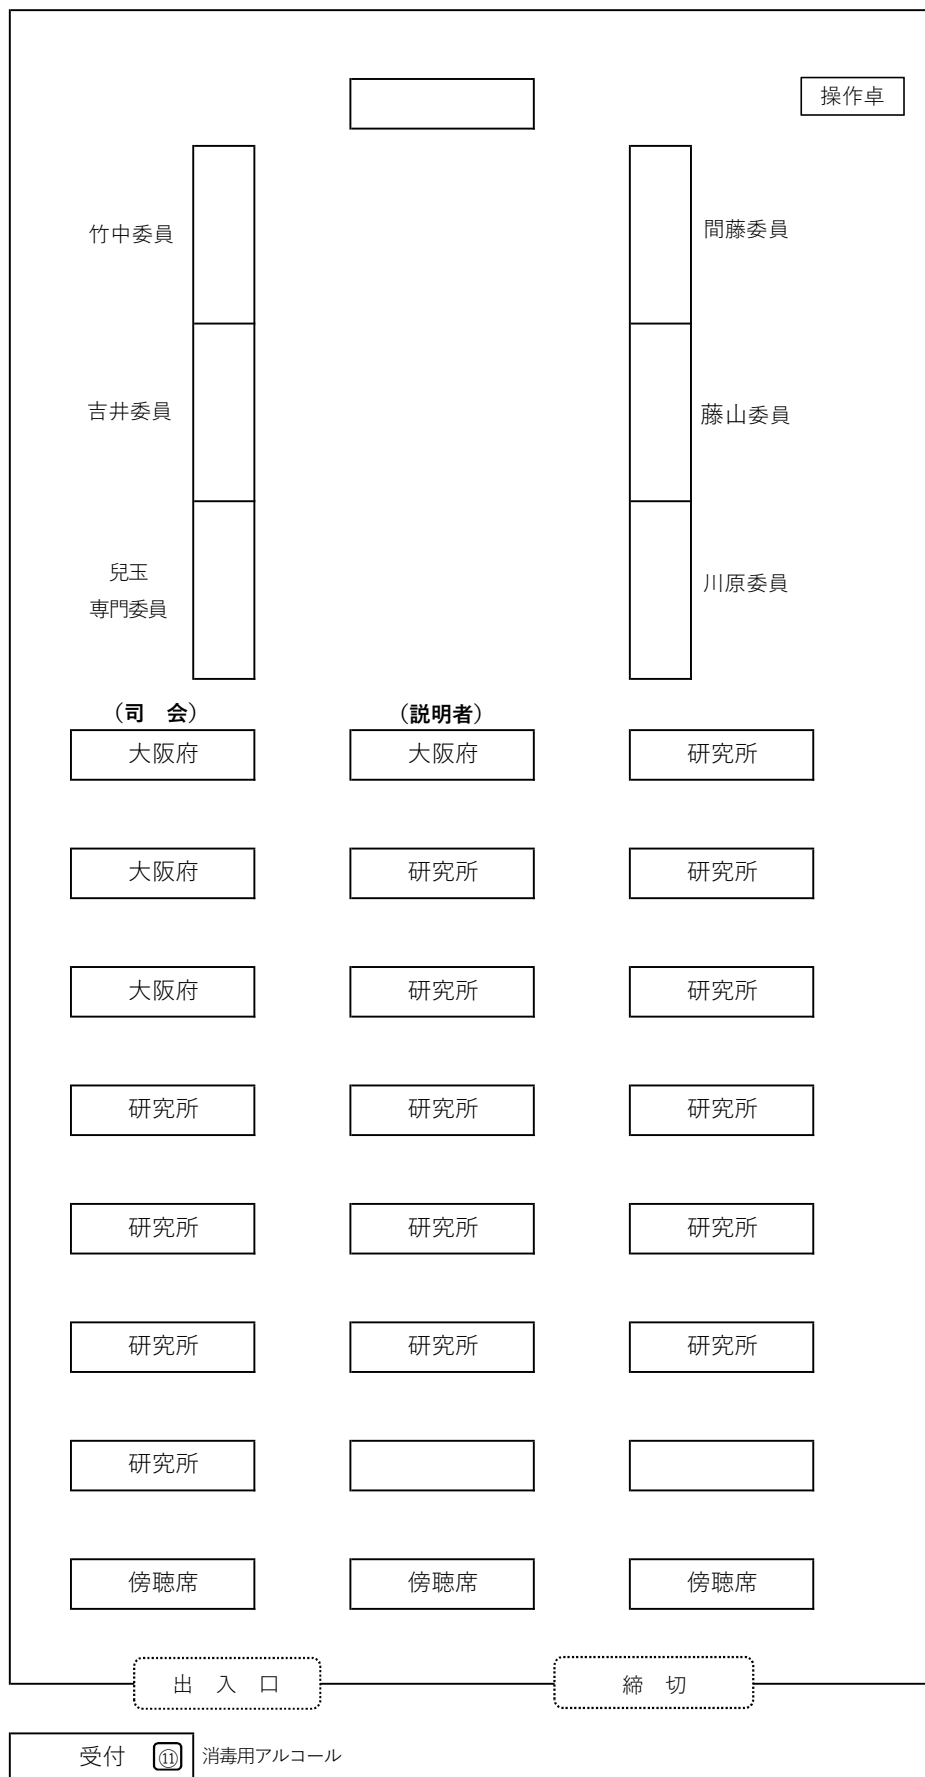 操作卓
竹中委員
間藤委員
吉井委員
藤山委員
兒玉
専門委員
川原委員
（司　会）
（説明者）
大阪府
大阪府
研究所
大阪府
研究所
研究所
大阪府
研究所
研究所
研究所
研究所
研究所
研究所
研究所
研究所
研究所
研究所
研究所
研究所
傍聴席
傍聴席
傍聴席
出　入　口
締　切
受付
⑪
消毒用アルコール